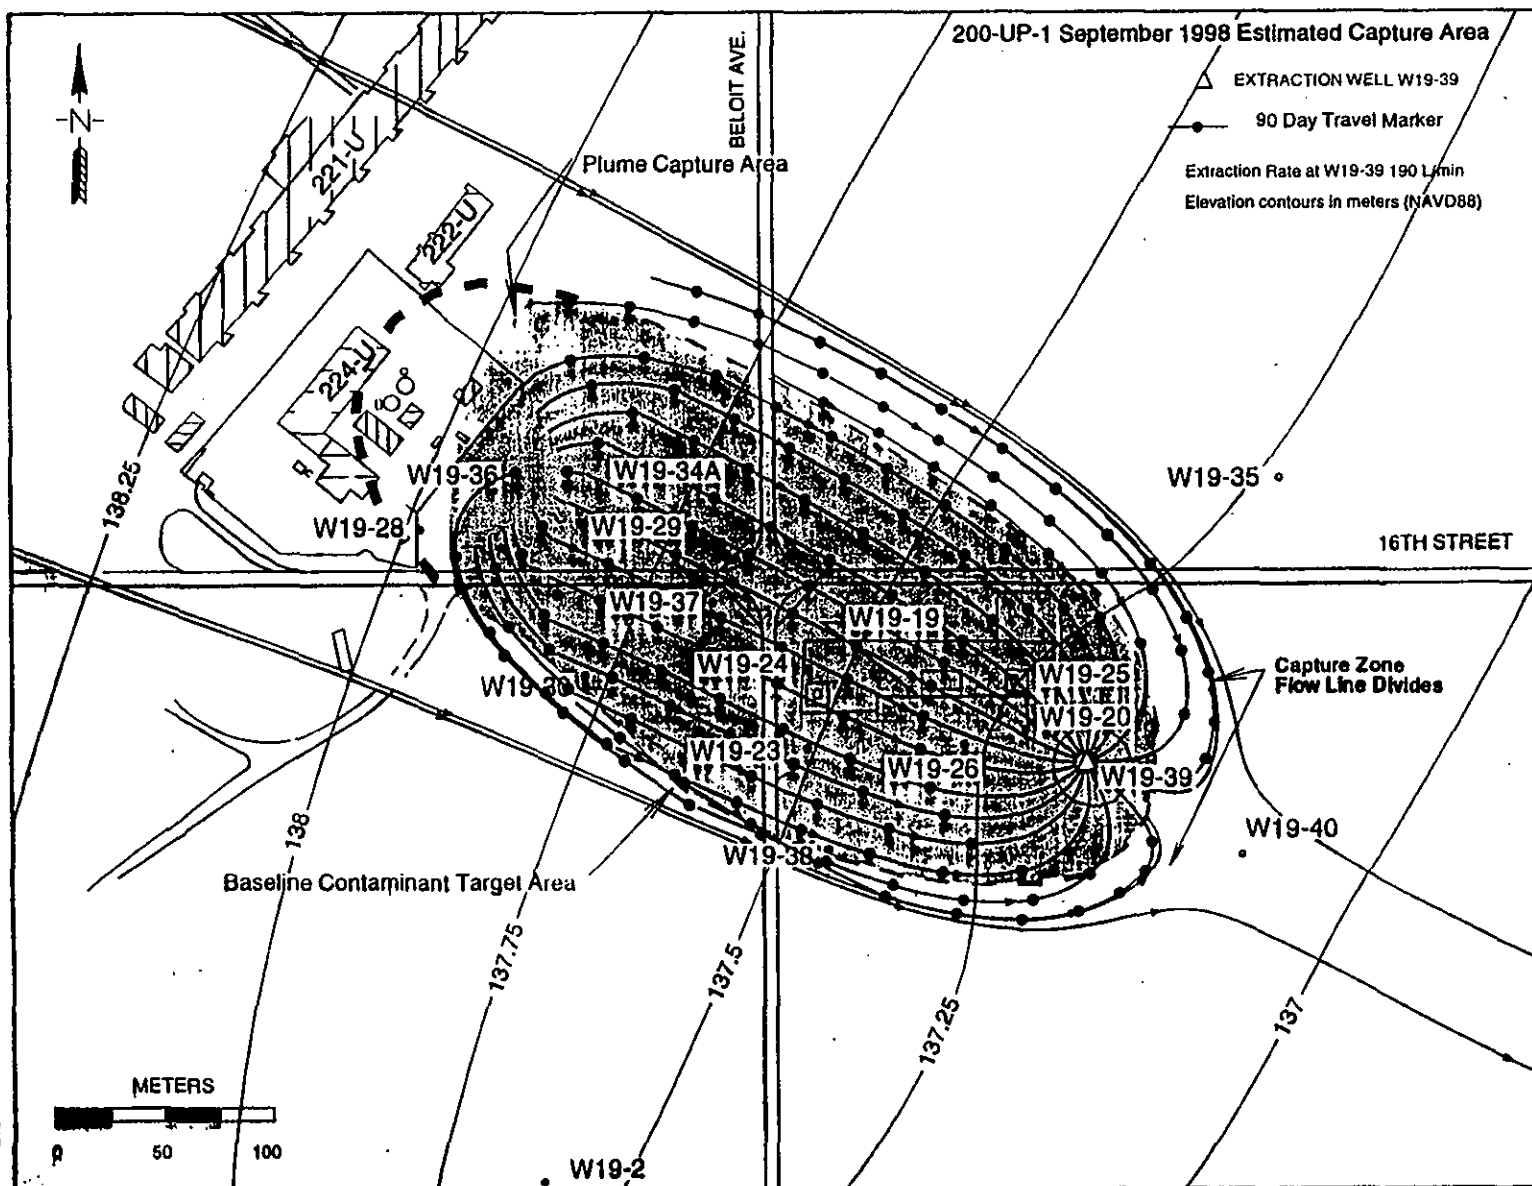 200-UP-1 September 1998 Estimated Capture Area
EXTRACTION WELL W19-39
90 Day Travel Marker
Extraction Rate at W19-39 190 L/min
Elevation contours in meters (NAVD88)
N
BELOIT AVE.
Plume Capture Area
221-U
222-U
224-U
138.25
W19-36
W19-34A
W19-35
W19-28
W19-29
16TH STREET
W19-37
W19-19
W19-24
W19-25
Capture Zone
Flow Line Divides
W19-20
W19-23
W19-26
W19-39
138
W19-38
W19-40
Baseline Contaminant Target Area
137.75
137.5
137.25
137
METERS
0 50 100
W19-2